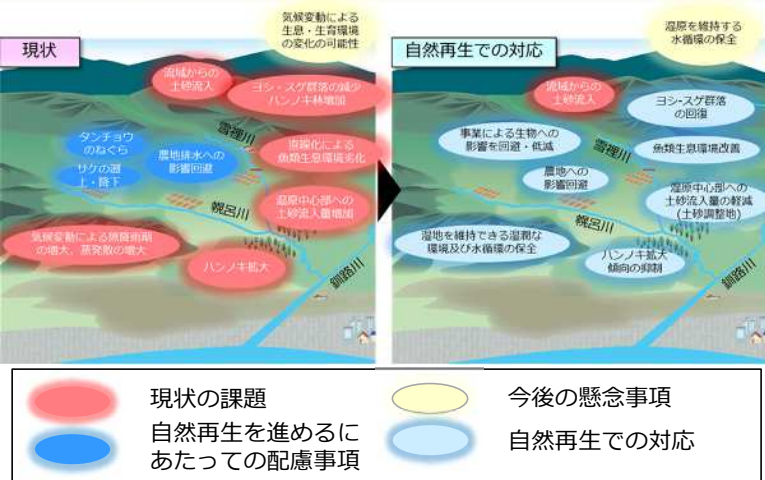 現状
気候変動による
生息・生育環境
の変化の可能性
流域からの
土砂流入
ヨシ・スゲ群落の減少
ハンノキ林増加
雪裡川
タンチョウ
のねぐら
サケの遡
上・降下
農地排水への
影響回避
直線化による
魚類生息環境劣化
湿原中心部への
土砂流入量増加
幌呂川
の増大、蒸発散の増大
ハンノキ拡大
釧路川
自然再生での対応
湿原を維持する
水循環の保全
流域からの
土砂流入
ヨシ・スゲ群落
の回復
事業による生物への
影響を回避・低減
雪裡川
魚類生息環境改善
農地への
影響回避
湿原中心部への
土砂流入量の軽減
(土砂調整地)
幌呂川
湿地を維持できる湿潤な
環境及び水循環の保全
ハンノキ拡大
傾向の抑制
釧路川
現状の課題
自然再生を進めるに
あたっての配慮事項
今後の懸念事項
自然再生での対応